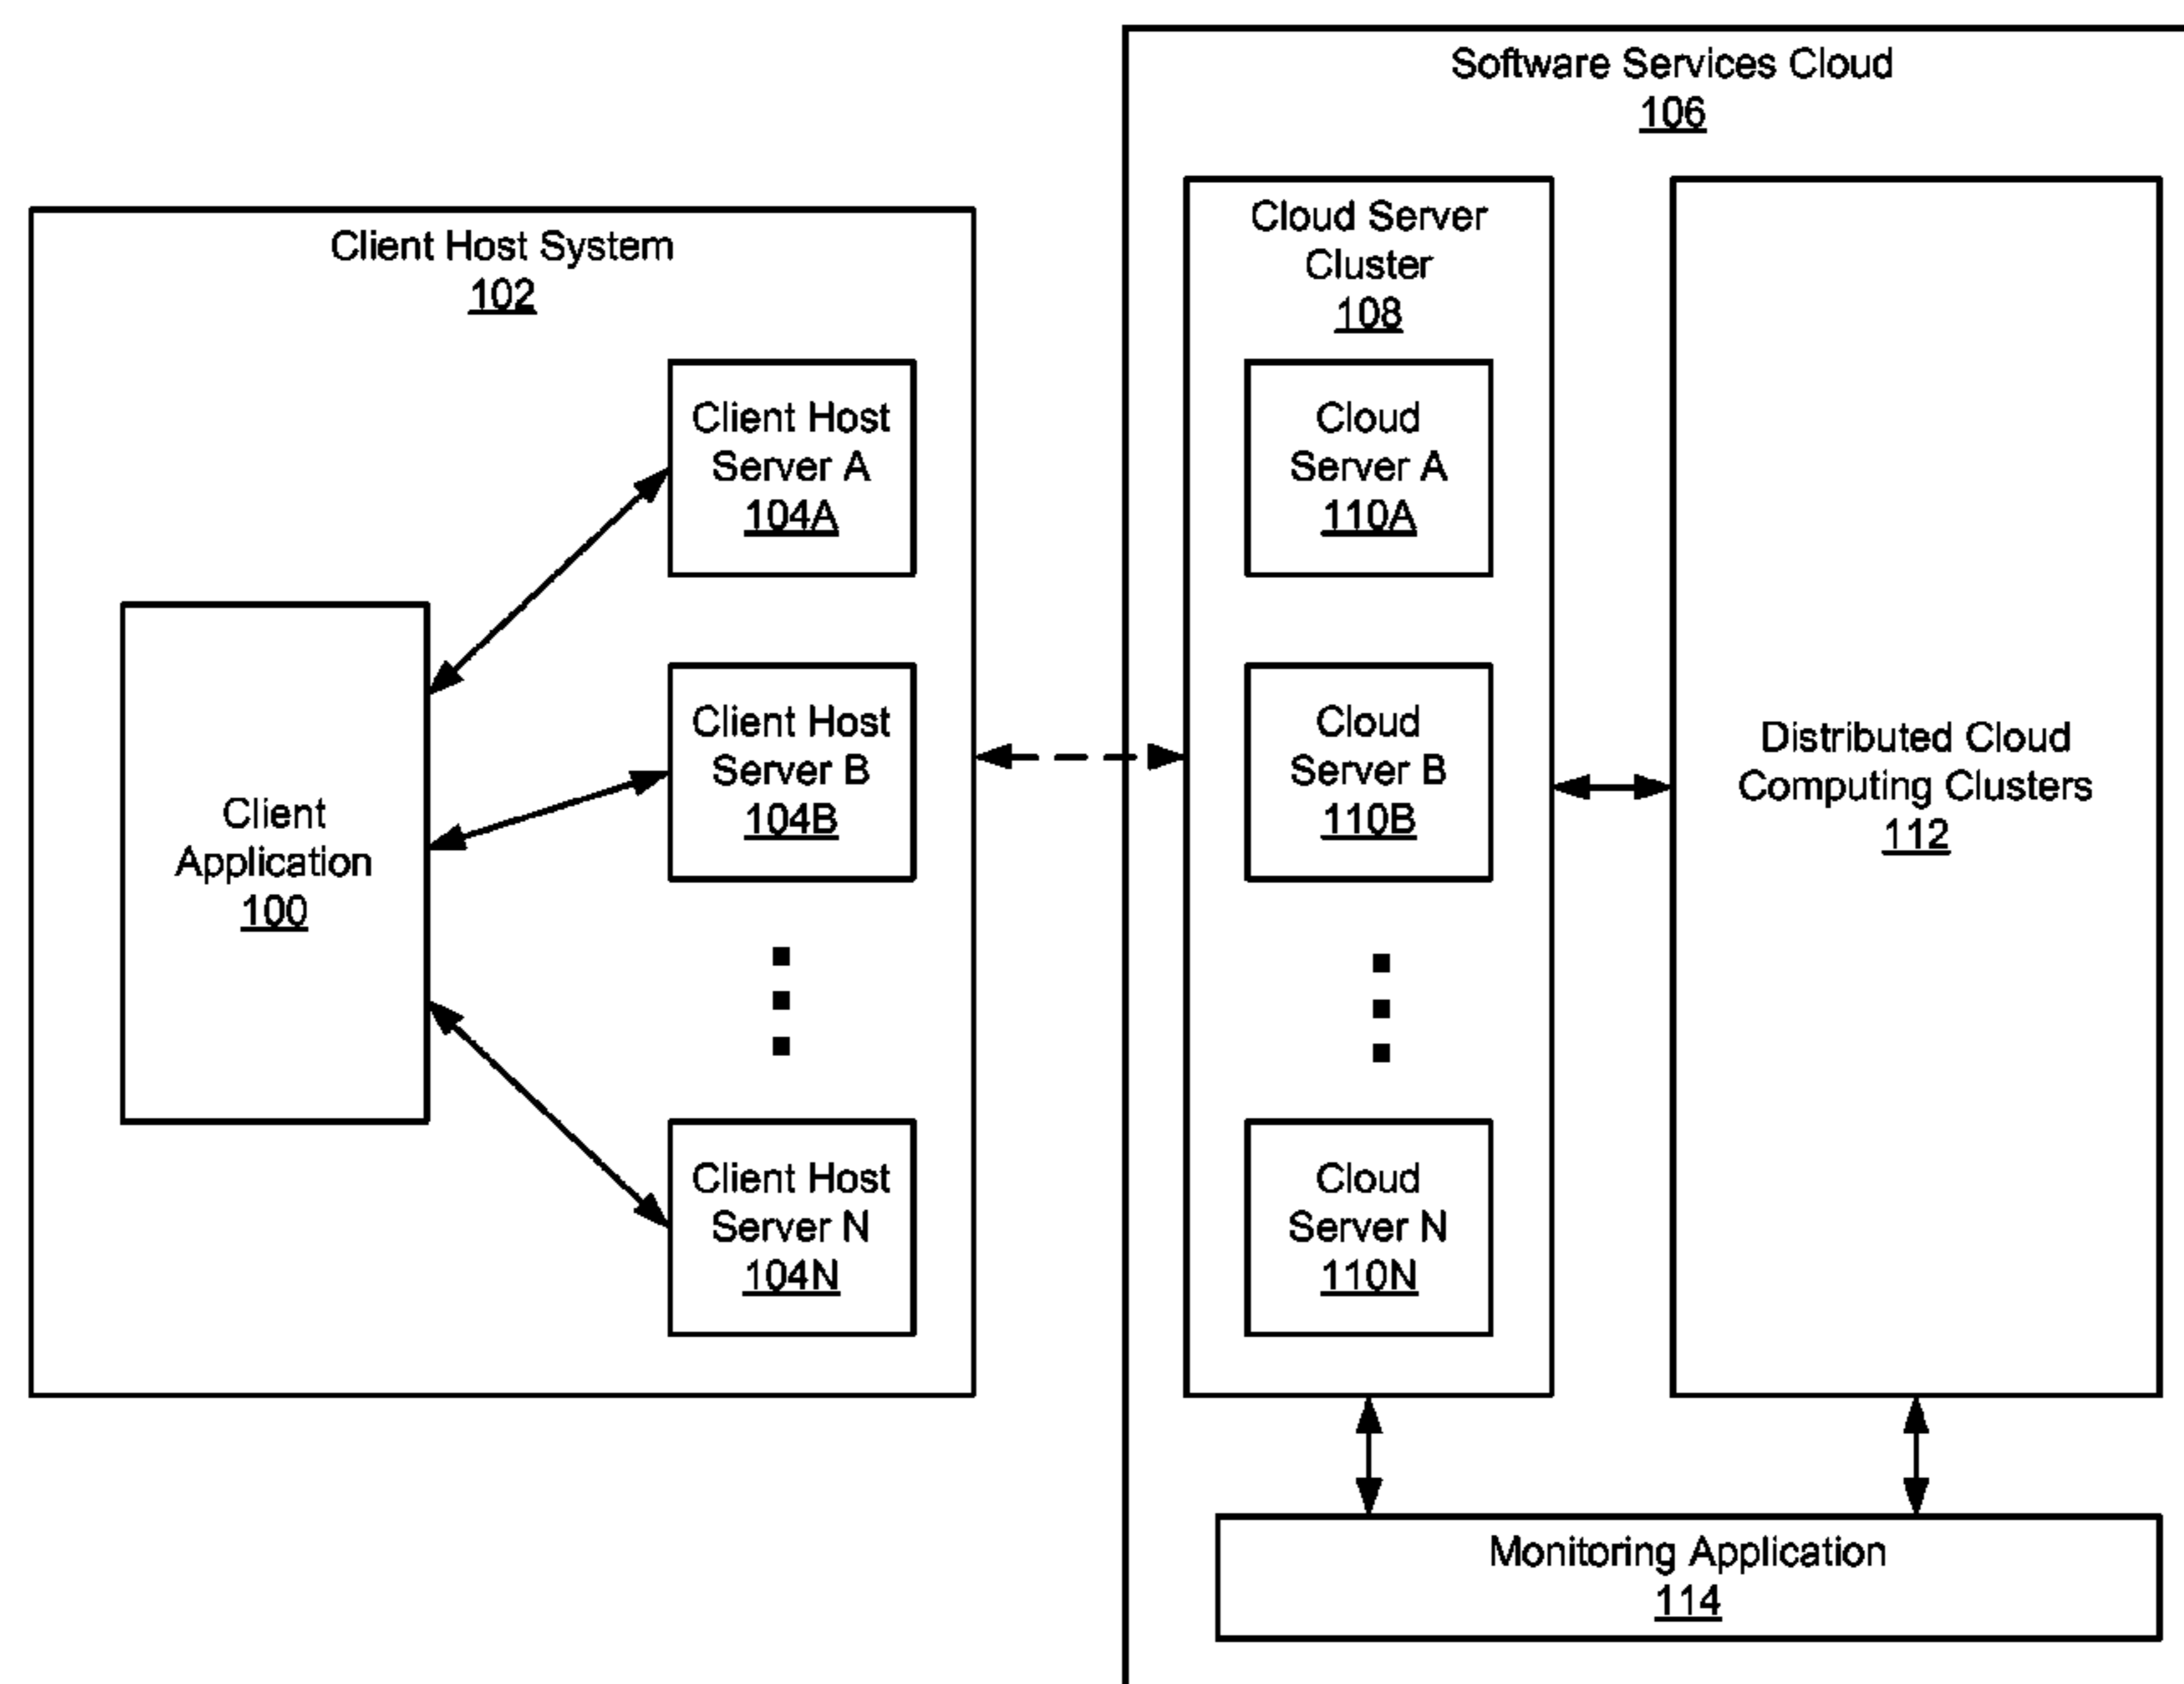 Software Services Cloud
106
Client Host System
102
Client Application
100
Client Host
Server A
104A
Client Host
Server B
104B
Client Host
Server N
104N
Cloud Server
Cluster
108
Cloud
Server A
110A
Cloud
Server B
110B
Cloud
Server N
110N
Distributed Cloud
Computing Clusters
112
Monitoring Application
114